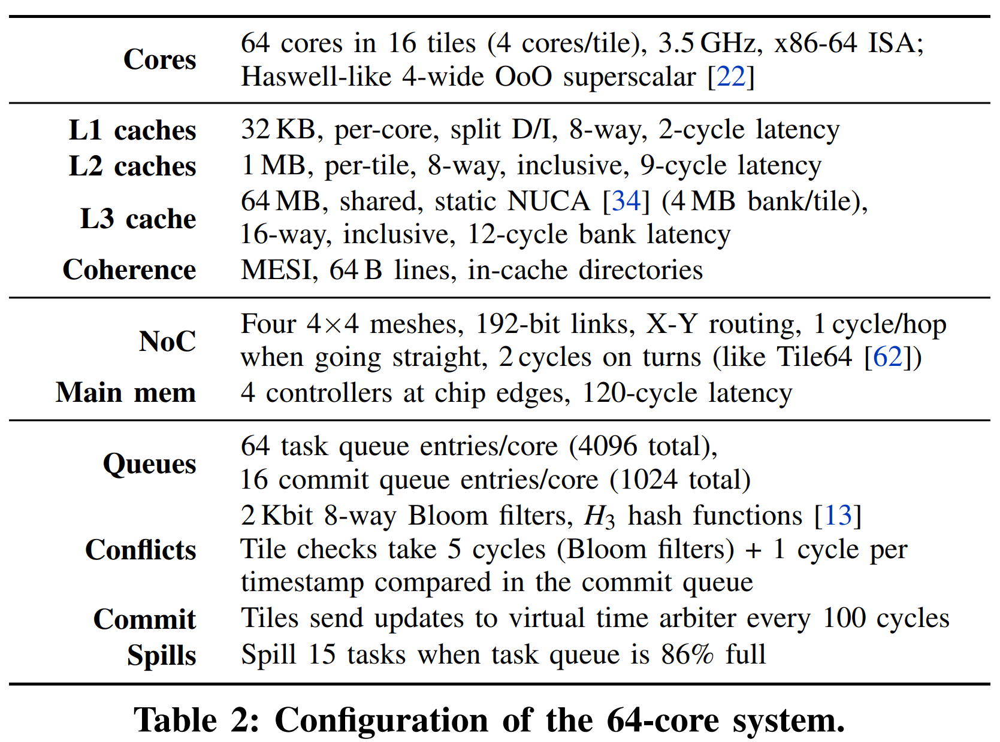 Cores
64 cores in 16 tiles (4 cores/tile), 3.5 GHz, x86-64 ISA;
Haswell-like 4-wide OoO superscalar [22]
L1 caches 32 KB, per-core, split D/I, 8-way, 2-cycle latency
L2 caches 1 MB, per-tile, 8-way, inclusive, 9-cycle latency
L3 cache
64 MB, shared, static NUCA [34] (4 MB bank/tile),
16-way, inclusive, 12-cycle bank latency
Coherence MESI, 64 B lines, in-cache directories
NoC
Four 4×4 meshes, 192-bit links, X-Y routing, 1 cycle/hop
when going straight, 2 cycles on turns (like Tile64 [62])
Main mem 4 controllers at chip edges, 120-cycle latency
Queues
64 task queue entries/core (4096 total),
16 commit queue entries/core (1024 total)
Conflicts
2 Kbit 8-way Bloom filters, H₃ hash functions [13]
Tile checks take 5 cycles (Bloom filters) + 1 cycle per
timestamp compared in the commit queue
Commit Tiles send updates to virtual time arbiter every 100 cycles
Spills Spill 15 tasks when task queue is 86% full
Table 2: Configuration of the 64-core system.